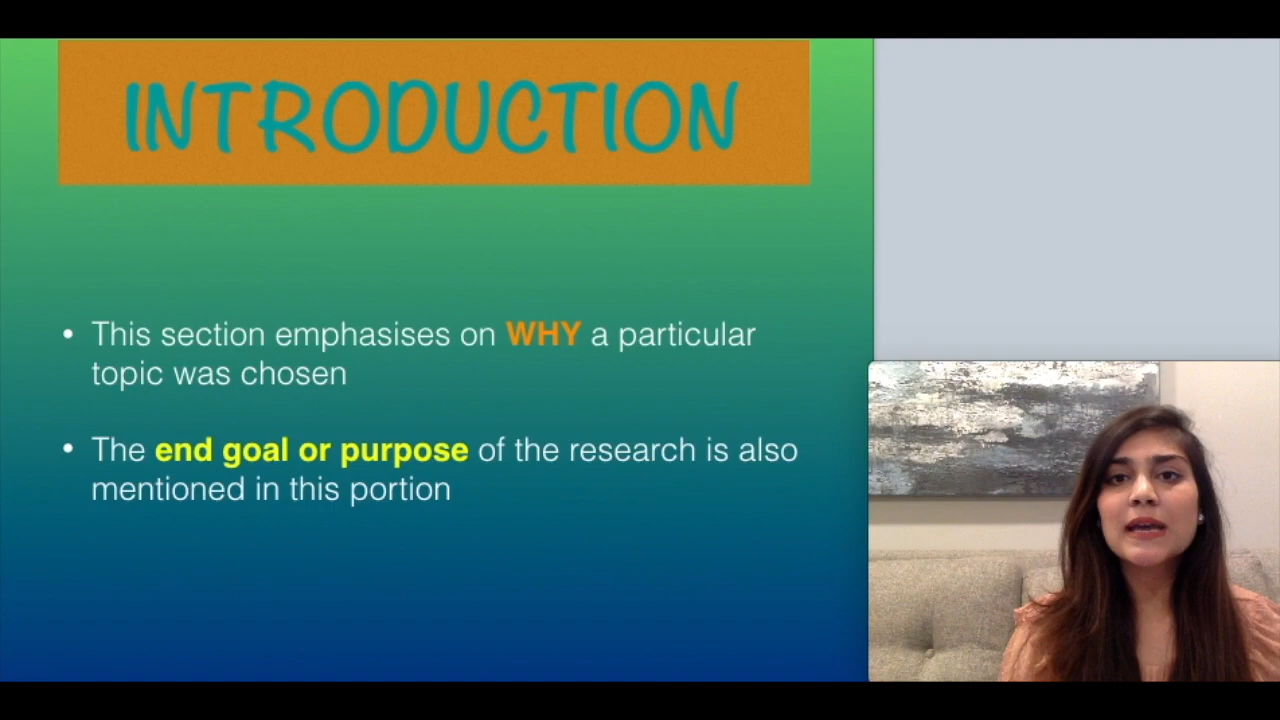 INTRODUCTION
• This section emphasises on WHY a particular
topic was chosen
• The end goal or purpose of the research is also
mentioned in this portion